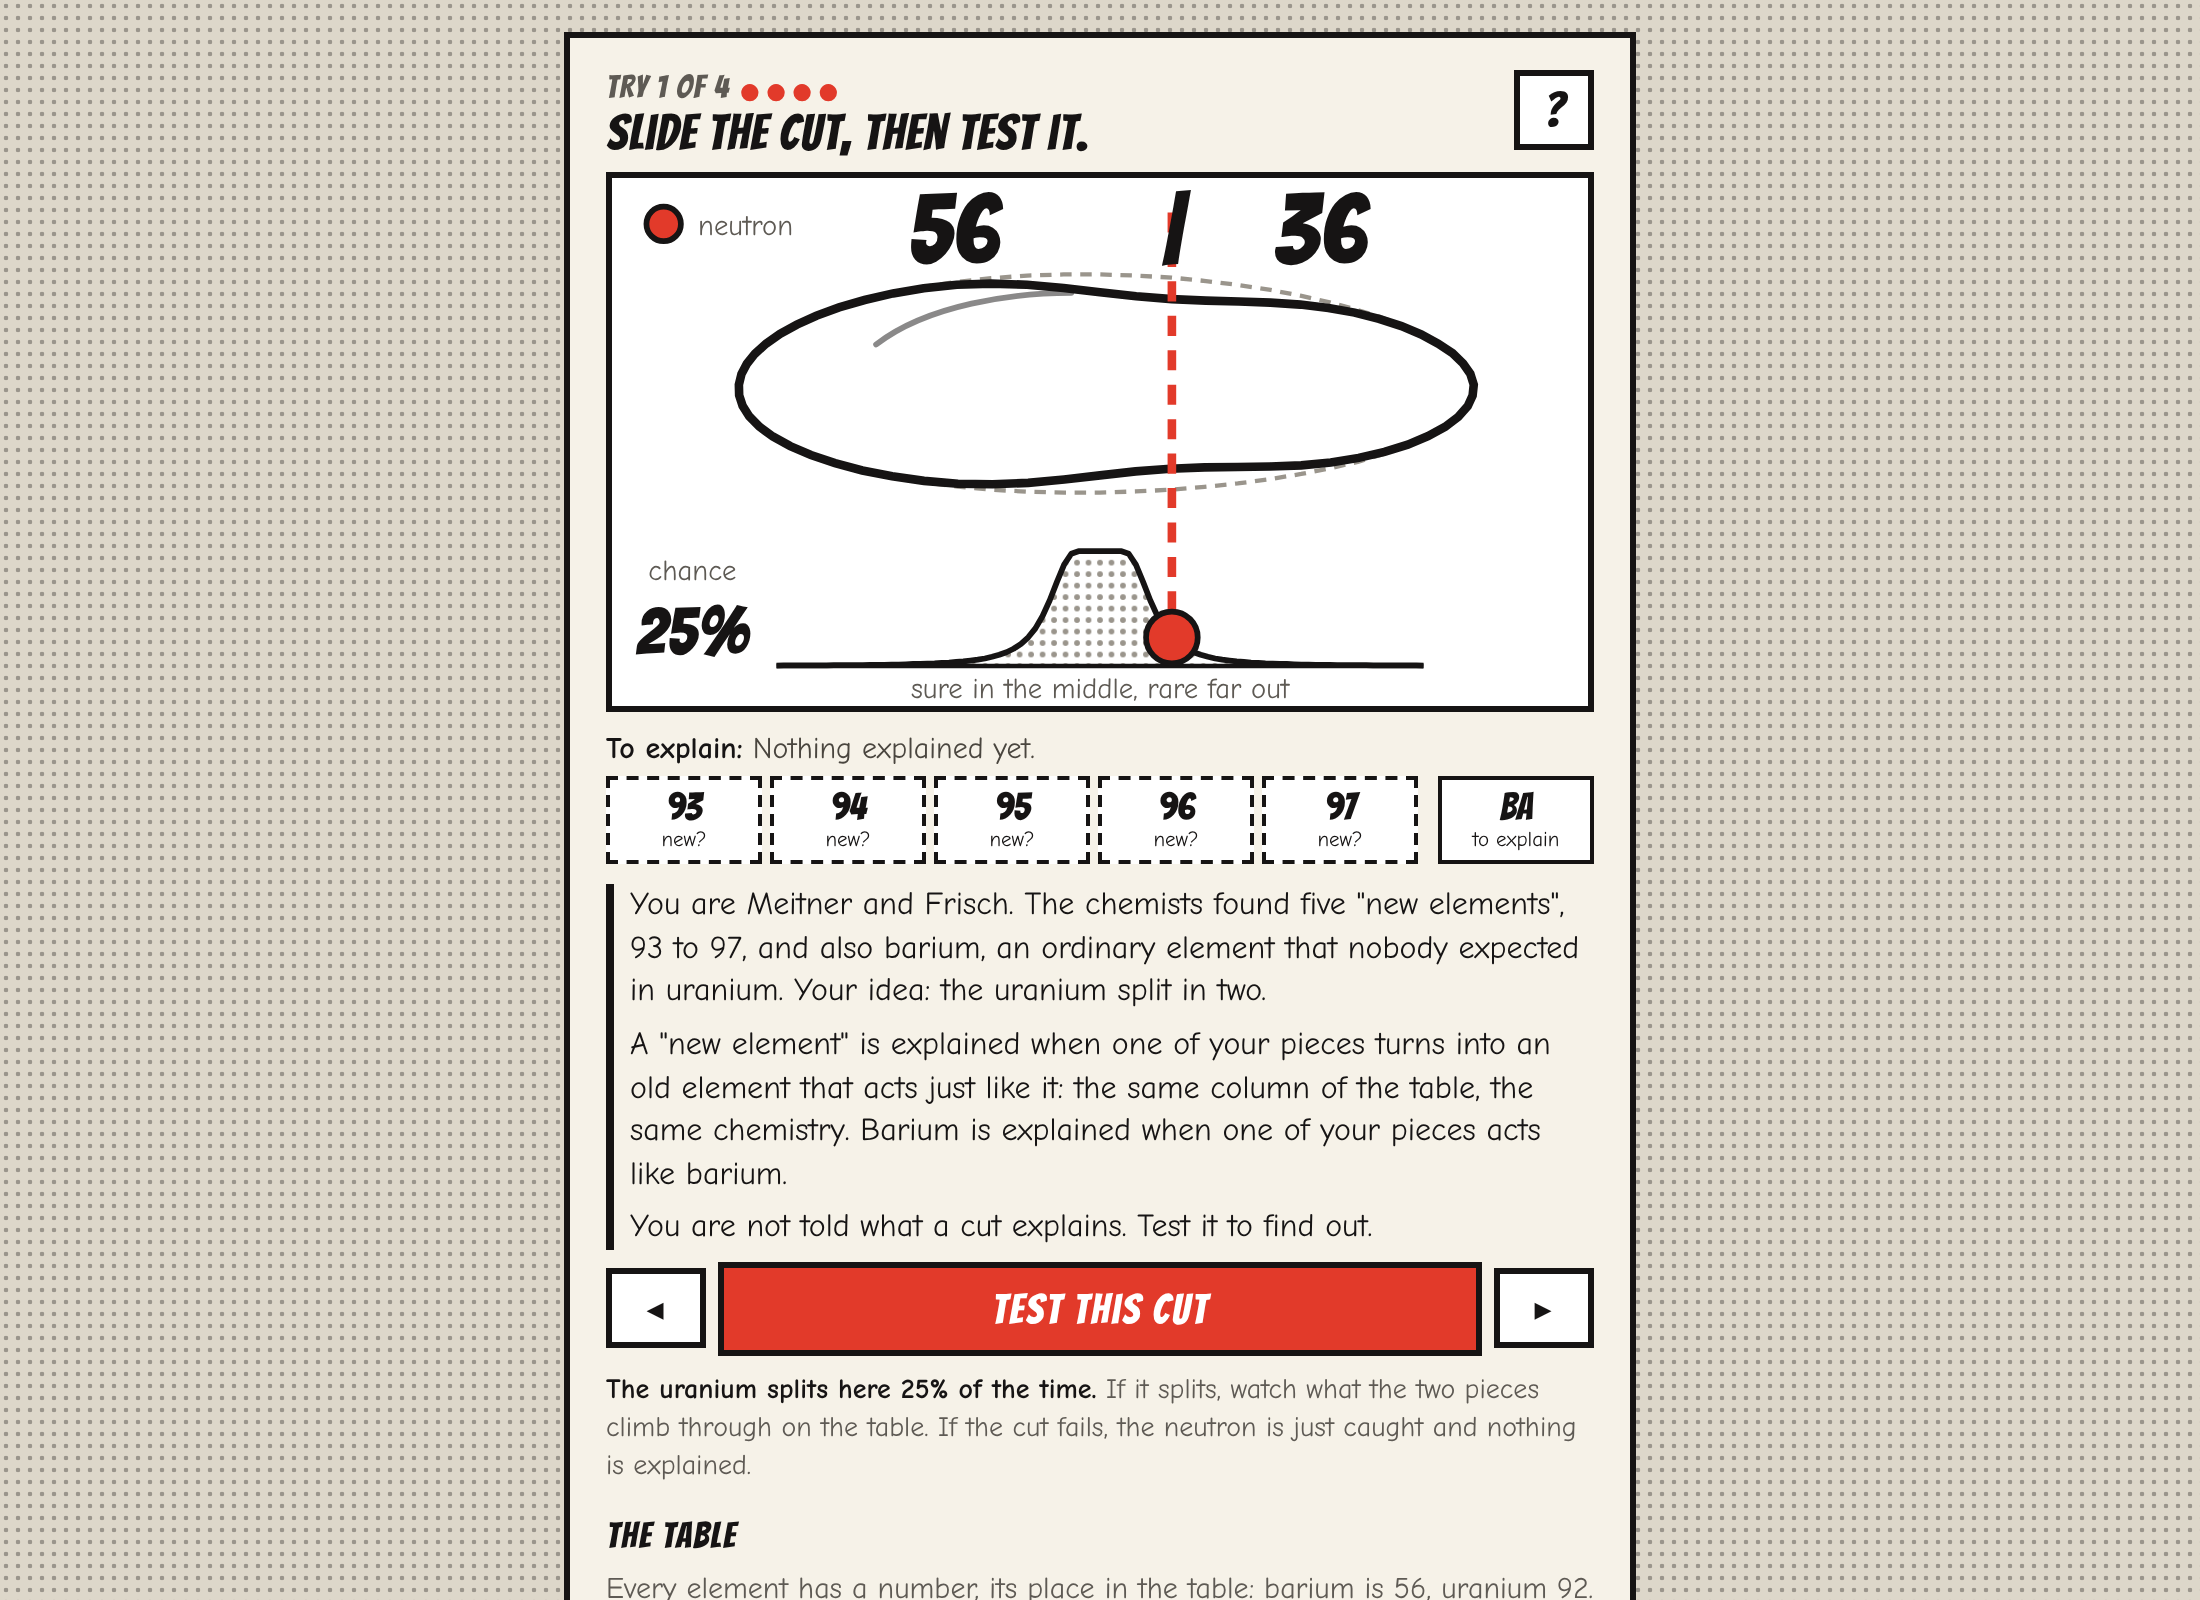 TRY 1 OF 4
SLIDE THE CUT, THEN TEST IT.
?
neutron
56 / 36
chance
25%
sure in the middle, rare far out
To explain: Nothing explained yet.
93 94 95 96 97 BA
new? new? new? new? new? to explain
You are Meitner and Frisch. The chemists found five "new elements",
93 to 97, and also barium, an ordinary element that nobody expected
in uranium. Your idea: the uranium split in two.
A "new element" is explained when one of your pieces turns into an
old element that acts just like it: the same column of the table, the
same chemistry. Barium is explained when one of your pieces acts
like barium.
You are not told what a cut explains. Test it to find out.
◄ TEST THIS CUT ►
The uranium splits here 25% of the time. If it splits, watch what the two pieces
climb through on the table. If the cut fails, the neutron is just caught and nothing
is explained.
THE TABLE
Every element has a number, its place in the table: barium is 56, uranium 92.